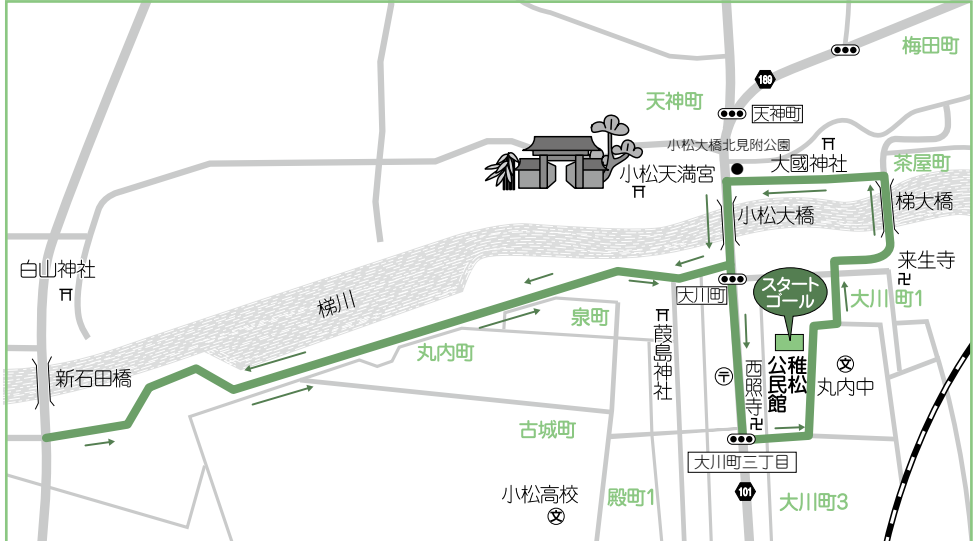 梅田町
189
天神町
天神町
小松大橋北見附公園
大國神社
茶屋町
小松天満宮
梯大橋
小松大橋
来生寺
白山神社
梯川
大川町
スタート
ゴール
大川町1
泉町
葭島神社
丸内町
新石田橋
〒
西照寺
稚松
公民館
文
丸内中
古城町
大川町三丁目
小松高校
文
殿町1
101
大川町3